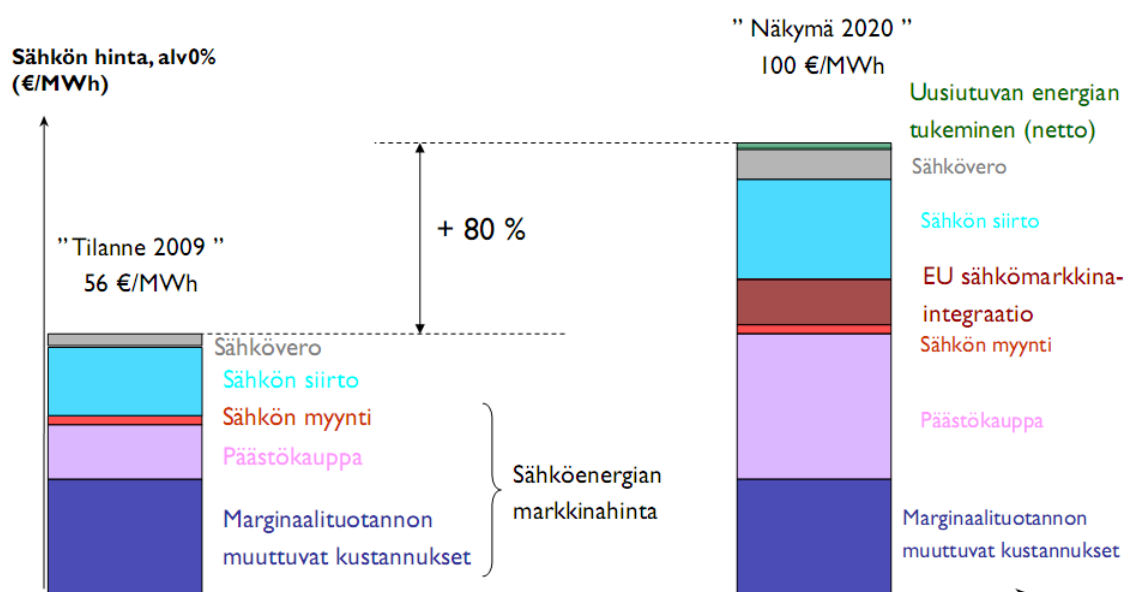 Sähkön hinta, alv0%
(€/MWh)
" Tilanne 2009 "
56 €/MWh
Sähkövero
Sähkön siirto
Sähkön myynti
Päästökauppa
Marginaalituotannon
muuttuvat kustannukset
Sähköenergian
markkinahinta
+ 80 %
" Näkymä 2020 "
100 €/MWh
Uusiutuvan energian
tukeminen (netto)
Sähkövero
Sähkön siirto
EU sähkömarkkina-
integraatio
Sähkön myynti
Päästökauppa
Marginaalituotannon
muuttuvat kustannukset